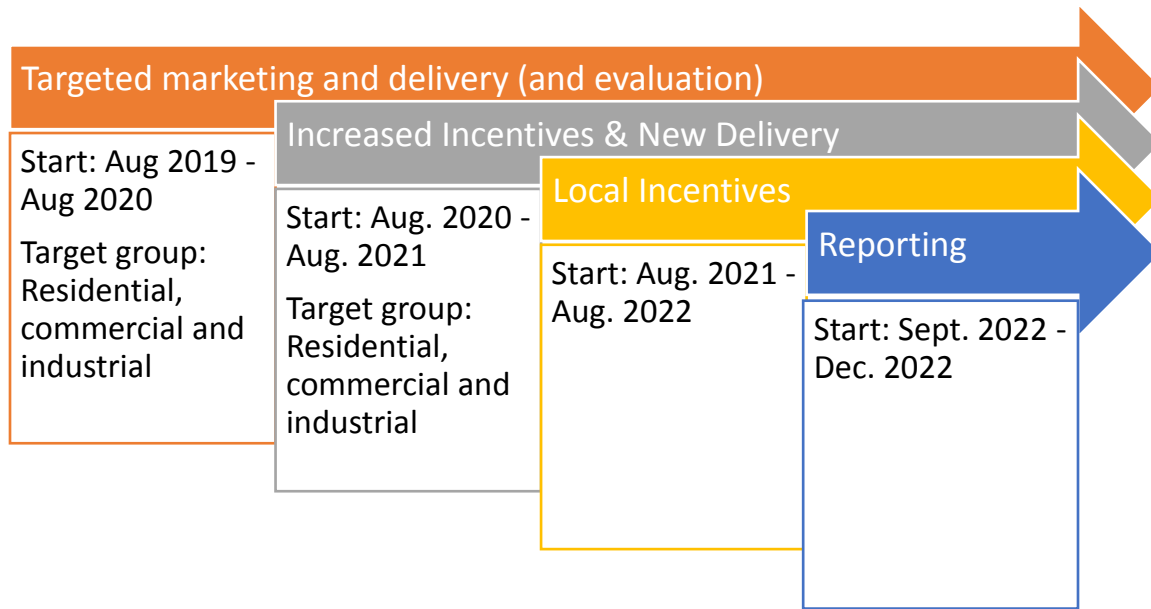 Targeted marketing and delivery (and evaluation)
Start: Aug 2019 -
Aug 2020
Target group:
Residential,
commercial and
industrial
Increased Incentives & New Delivery
Start: Aug. 2020 -
Aug. 2021
Target group:
Residential,
commercial and
industrial
Local Incentives
Start: Aug. 2021 -
Aug. 2022
Reporting
Start: Sept. 2022 -
Dec. 2022